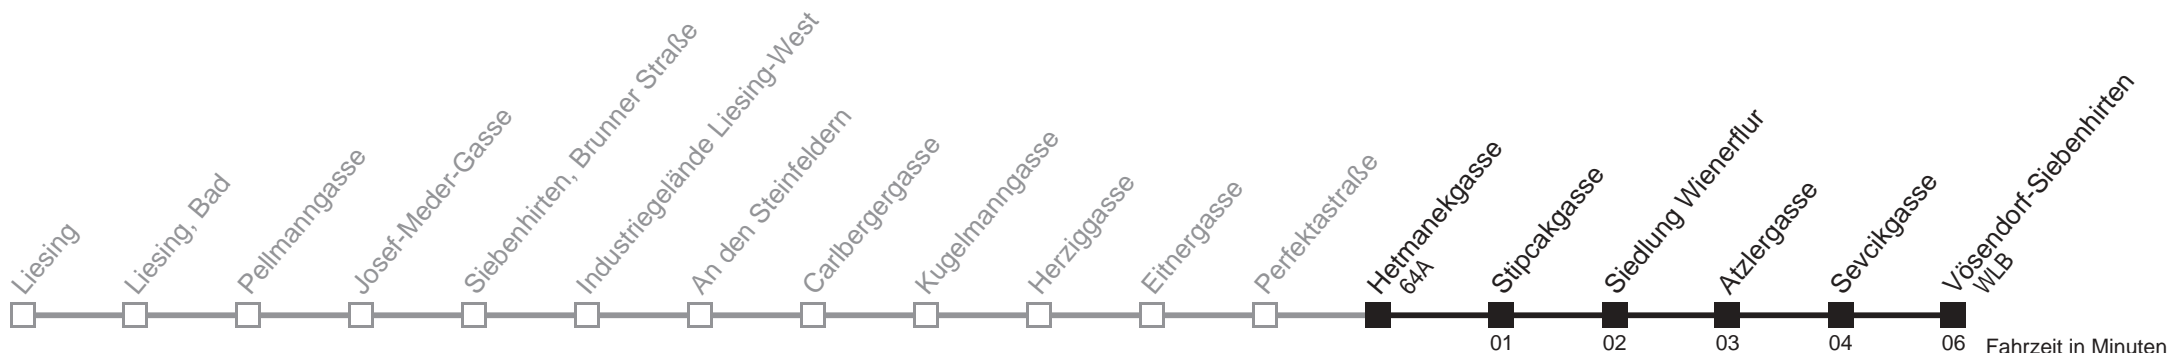 Liesing
Liesing, Bad
Pellmanngasse
Josef-Meder-Gasse
Siebenhirten, Brunner Straße
Industriegelände Liesing-West
An den Steinfeldern
Carlbergergasse
Kugelmanngasse
Herziggasse
Eitnergasse
Perfektastraße
Hetmanekgasse
64A
Stipcakgasse
Siedlung Wienerflur
Atzlergasse
Sevcikgasse
Vösendorf-Siebenhirten
WLB
01
02
03
04
06
Fahrzeit in Minuten